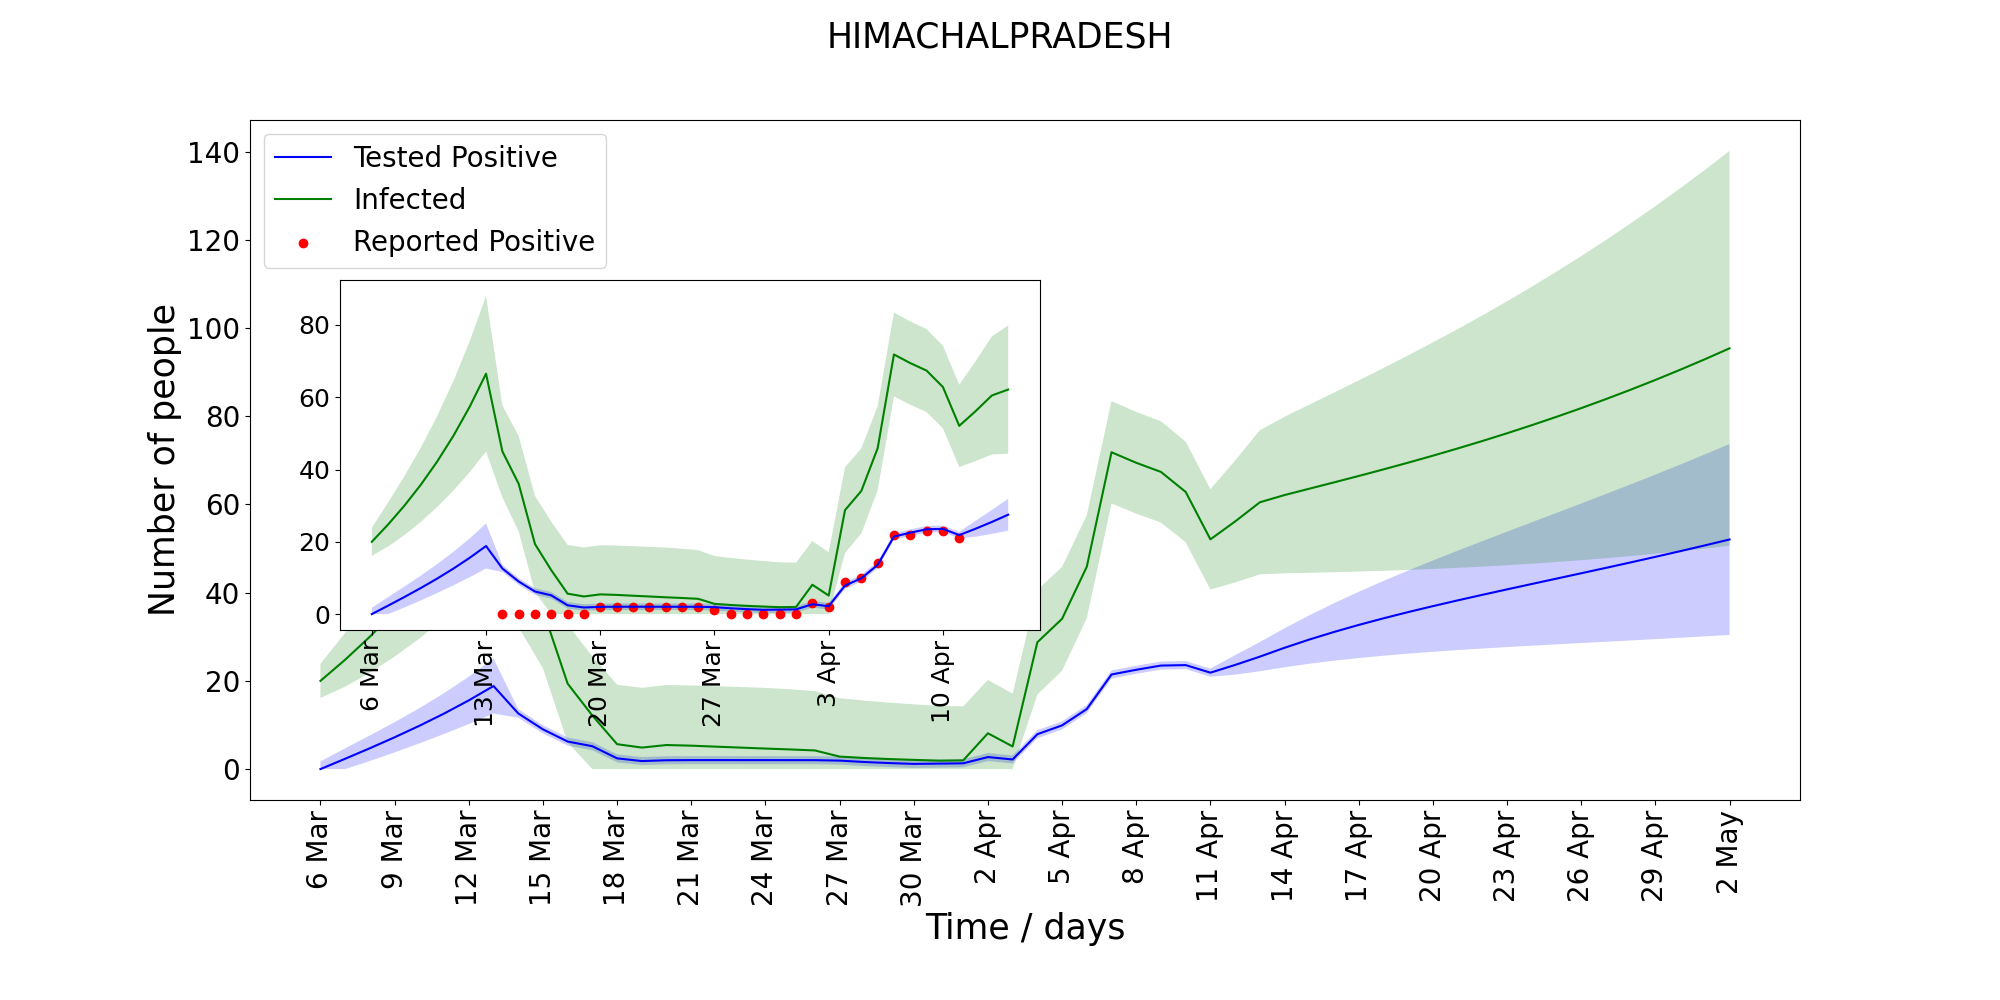 HIMACHALPRADESH
Tested Positive
Infected
Reported Positive
Number of people
140
120
100
80
60
40
20
0
80
60
40
20
0
6 Mar
13 Mar
20 Mar
27 Mar
3 Apr
10 Apr
6 Mar
9 Mar
12 Mar
15 Mar
18 Mar
21 Mar
24 Mar
27 Mar
30 Mar
2 Apr
5 Apr
8 Apr
11 Apr
14 Apr
17 Apr
20 Apr
23 Apr
26 Apr
29 Apr
2 May
Time / days